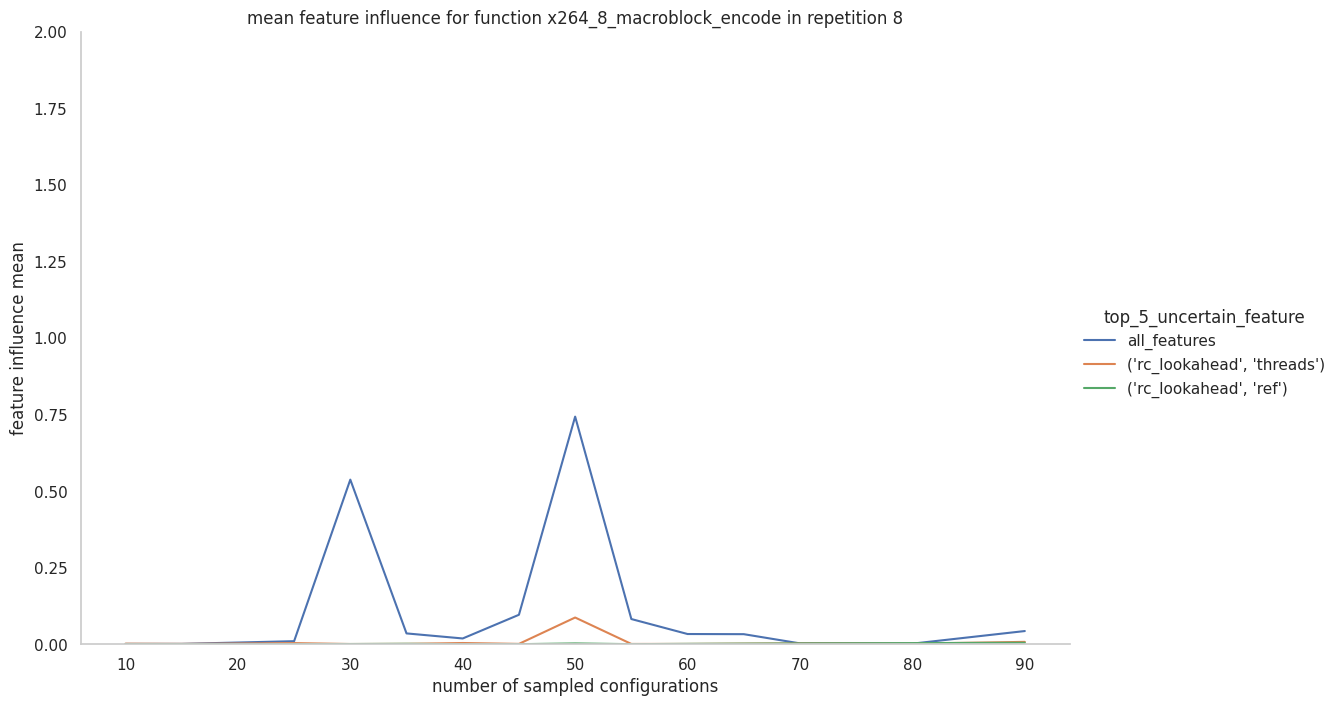 mean feature influence for function x264_8_macroblock_encode in repetition 8
2.00
1.75
1.50
1.25
1.00
0.75
0.50
0.25
0.00
feature influence mean
10 20 30 40 50 60 70 80 90
number of sampled configurations
top_5_uncertain_feature
all_features
('rc_lookahead', 'threads')
('rc_lookahead', 'ref')